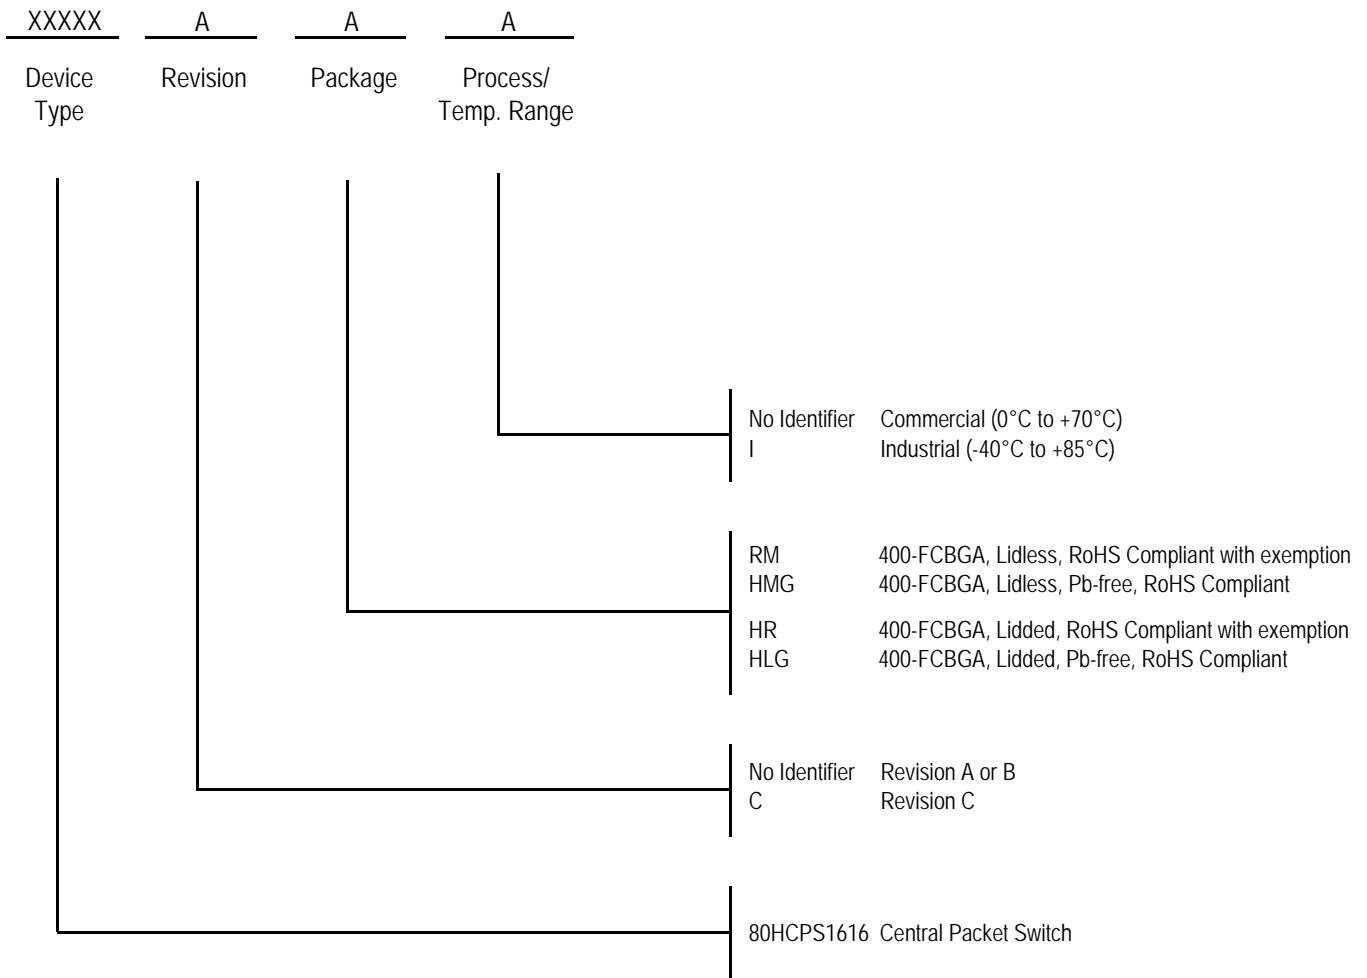 XXXXX A A A
Device Type Revision Package Process/ Temp. Range
No Identifier Commercial (0°C to +70°C)
I Industrial (-40°C to +85°C)
RM 400-FCBGA, Lidless, RoHS Compliant with exemption
HMG 400-FCBGA, Lidless, Pb-free, RoHS Compliant
HR 400-FCBGA, Lidded, RoHS Compliant with exemption
HLG 400-FCBGA, Lidded, Pb-free, RoHS Compliant
No Identifier Revision A or B
C Revision C
80HCPS1616 Central Packet Switch